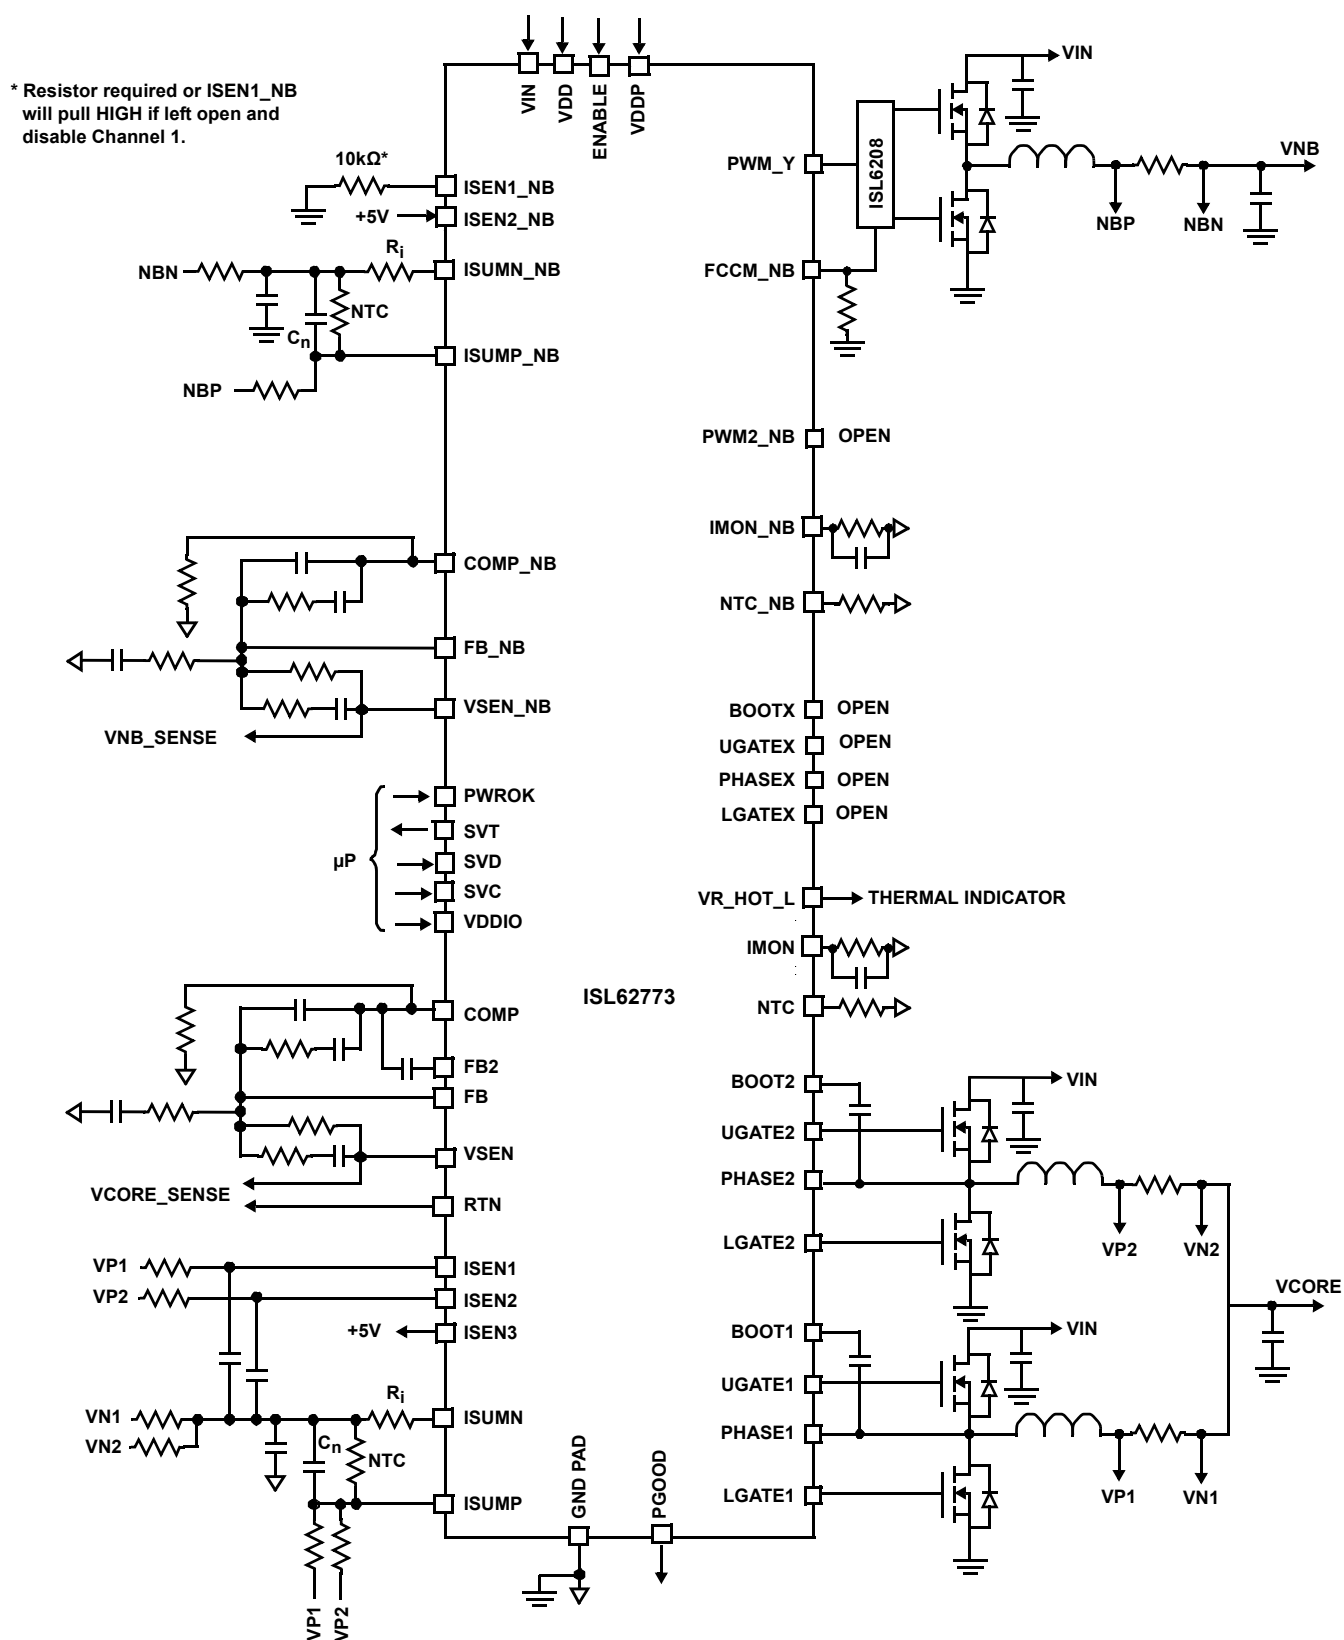 * Resistor required or ISEN1_NB
will pull HIGH if left open and
disable Channel 1.
VIN
VDD
ENABLE
VDDP
10kΩ*
ISEN1_NB
+5V
ISEN2_NB
NBN
Ri
ISUMN_NB
Cn
NTC
ISUMP_NB
NBP
COMP_NB
FB_NB
VSEN_NB
VNB_SENSE
µP
PWROK
SVT
SVD
SVC
VDDIO
COMP
FB2
FB
VSEN
VCORE_SENSE
RTN
VP1
ISEN1
VP2
ISEN2
+5V
ISEN3
VN1
VN2
Ri
ISUMN
Cn
NTC
ISUMP
VP1
VP2
GND PAD
PGOOD
ISL62773
PWM_Y
ISL6208
VIN
VNB
NBP
NBN
FCCM_NB
PWM2_NB
OPEN
IMON_NB
NTC_NB
BOOTX
OPEN
UGATEX
OPEN
PHASEX
OPEN
LGATEX
OPEN
VR_HOT_L
THERMAL INDICATOR
IMON
NTC
BOOT2
VIN
UGATE2
PHASE2
VP2
VN2
LGATE2
VCORE
BOOT1
VIN
UGATE1
PHASE1
VP1
VN1
LGATE1